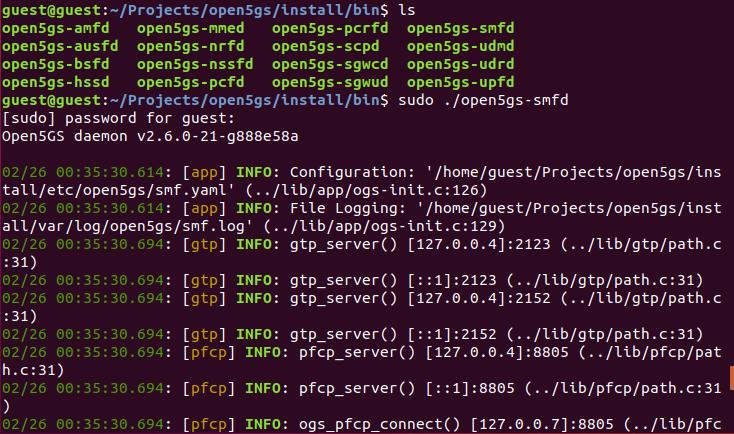 guest@guest:~/Projects/open5gs/install/bin$ ls
open5gs-amfd   open5gs-mmed   open5gs-pcrfd  open5gs-smfd
open5gs-ausfd  open5gs-nrfd   open5gs-scpd   open5gs-udmd
open5gs-bsfd   open5gs-nssfd  open5gs-sgwcd  open5gs-udrd
open5gs-hssd   open5gs-pcfd   open5gs-sgwud  open5gs-upfd
guest@guest:~/Projects/open5gs/install/bin$ sudo ./open5gs-smfd
[sudo] password for guest:
Open5GS daemon v2.6.0-21-g888e58a
02/26 00:35:30.614: [app] INFO: Configuration: '/home/guest/Projects/open5gs/ins
tall/etc/open5gs/smf.yaml' (../lib/app/ogs-init.c:126)
02/26 00:35:30.614: [app] INFO: File Logging: '/home/guest/Projects/open5gs/inst
all/var/log/open5gs/smf.log' (../lib/app/ogs-init.c:129)
02/26 00:35:30.694: [gtp] INFO: gtp_server() [127.0.0.4]:2123 (../lib/gtp/path.c
:31)
02/26 00:35:30.694: [gtp] INFO: gtp_server() [::1]:2123 (../lib/gtp/path.c:31)
02/26 00:35:30.694: [gtp] INFO: gtp_server() [127.0.0.4]:2152 (../lib/gtp/path.c
:31)
02/26 00:35:30.694: [gtp] INFO: gtp_server() [::1]:2152 (../lib/gtp/path.c:31)
02/26 00:35:30.694: [pfcp] INFO: pfcp_server() [127.0.0.4]:8805 (../lib/pfcp/pat
h.c:31)
02/26 00:35:30.694: [pfcp] INFO: pfcp_server() [::1]:8805 (../lib/pfcp/path.c:31
)
02/26 00:35:30.694: [pfcp] INFO: ogs_pfcp_connect() [127.0.0.7]:8805 (../lib/pfc